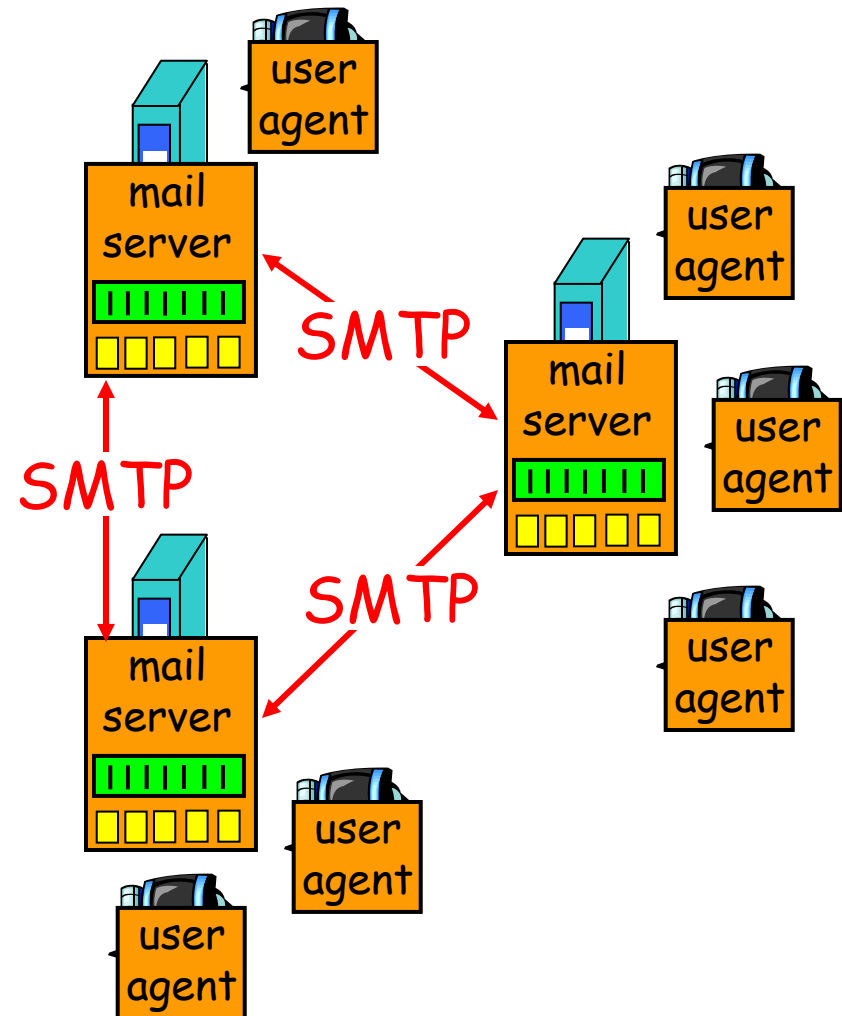 user
agent
mail
server
user
agent
SMTP
mail
server
user
agent
SMTP
SMTP
user
agent
mail
server
user
agent
user
agent